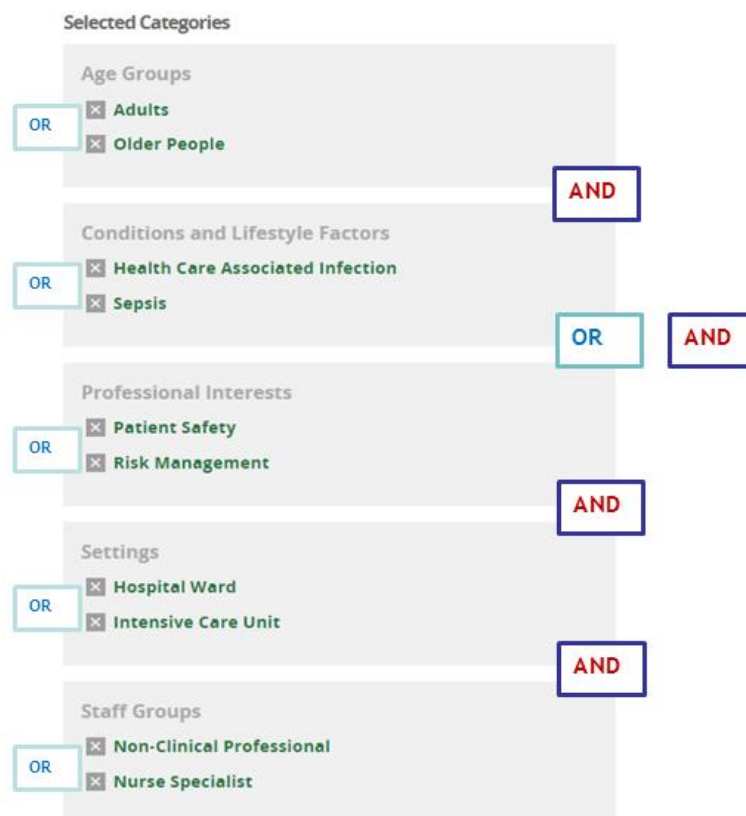 Selected Categories
Age Groups
Adults
OR
Older People
AND
Conditions and Lifestyle Factors
Health Care Associated Infection
OR
Sepsis
OR AND
Professional Interests
Patient Safety
OR
Risk Management
AND
Settings
Hospital Ward
OR
Intensive Care Unit
AND
Staff Groups
Non-Clinical Professional
OR
Nurse Specialist